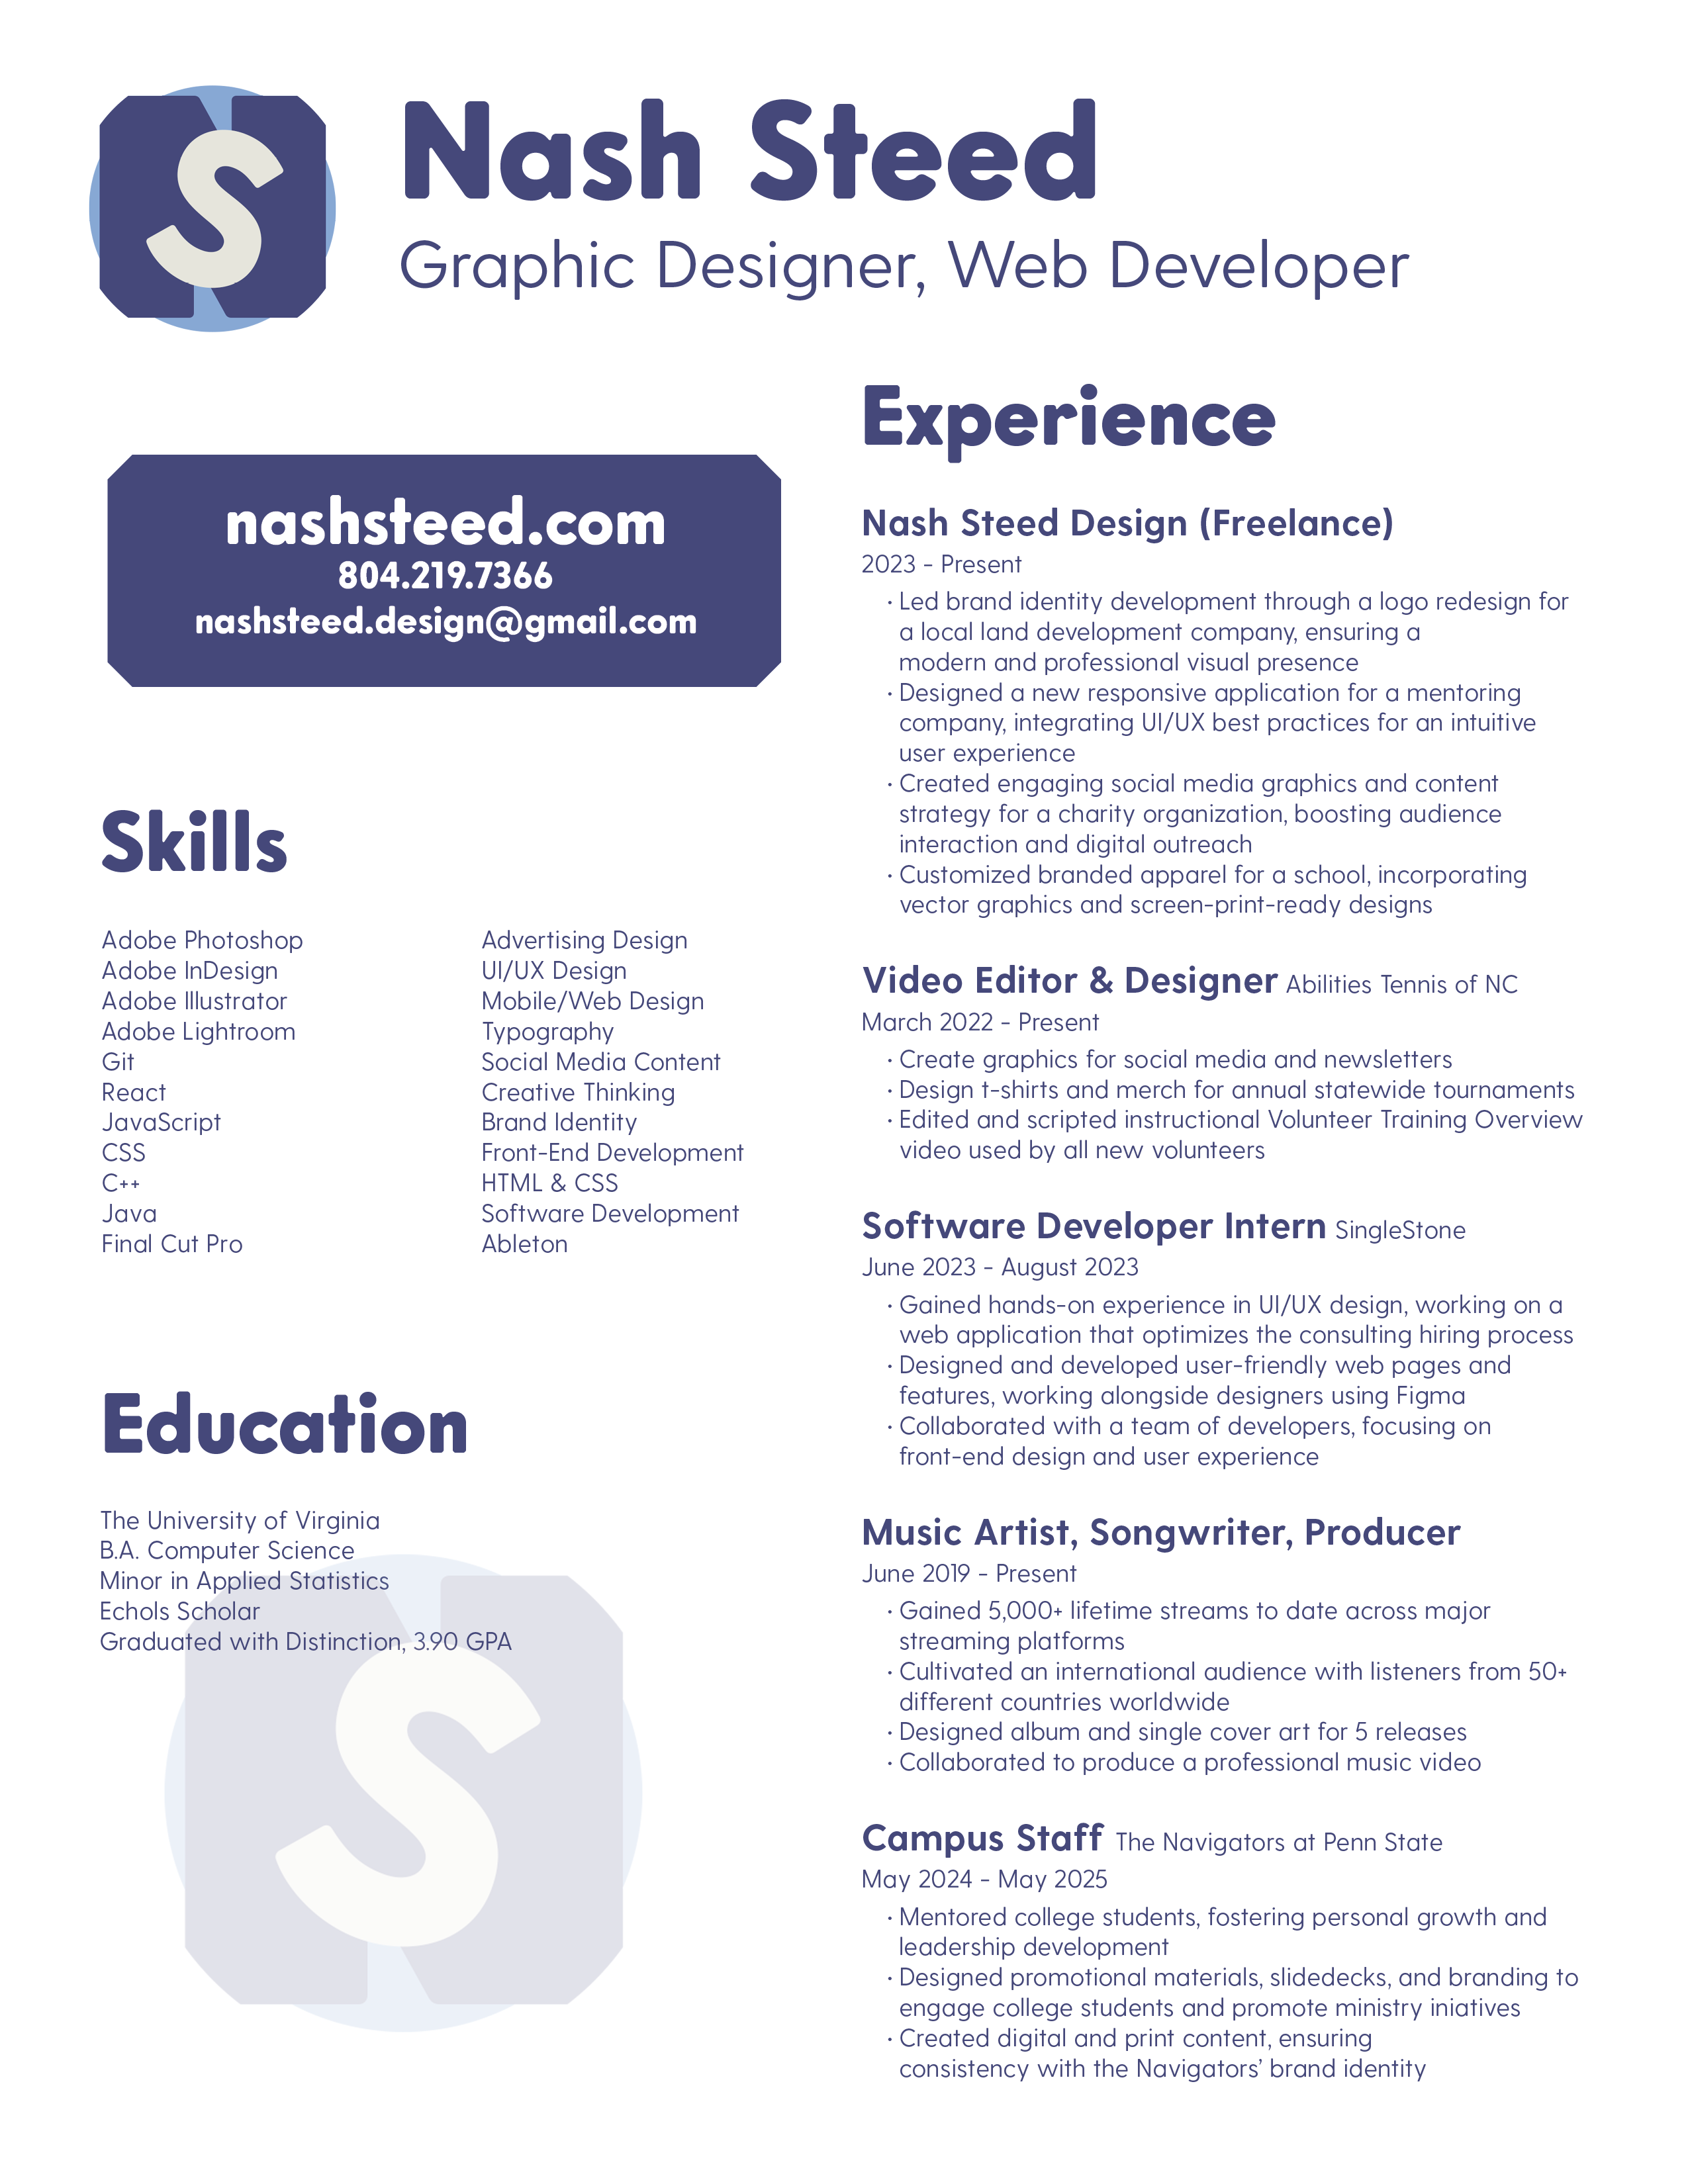 S
Nash Steed
Graphic Designer, Web Developer
nashsteed.com
804.219.7366
nashsteed.design@gmail.com
Skills
Adobe Photoshop
Adobe InDesign
Adobe Illustrator
Adobe Lightroom
Git
React
JavaScript
CSS
C++
Java
Final Cut Pro
Advertising Design
UI/UX Design
Mobile/Web Design
Typography
Social Media Content
Creative Thinking
Brand Identity
Front-End Development
HTML & CSS
Software Development
Ableton
Education
The University of Virginia
B.A. Computer Science
Minor in Applied Statistics
Echols Scholar
Graduated with Distinction, 3.90 GPA
S
Experience
Nash Steed Design (Freelance)
2023 - Present
· Led brand identity development through a logo redesign for
a local land development company, ensuring a
modern and professional visual presence
· Designed a new responsive application for a mentoring
company, integrating UI/UX best practices for an intuitive
user experience
· Created engaging social media graphics and content
strategy for a charity organization, boosting audience
interaction and digital outreach
· Customized branded apparel for a school, incorporating
vector graphics and screen-print-ready designs
Video Editor & Designer Abilities Tennis of NC
March 2022 - Present
· Create graphics for social media and newsletters
· Design t-shirts and merch for annual statewide tournaments
· Edited and scripted instructional Volunteer Training Overview
video used by all new volunteers
Software Developer Intern SingleStone
June 2023 - August 2023
· Gained hands-on experience in UI/UX design, working on a
web application that optimizes the consulting hiring process
· Designed and developed user-friendly web pages and
features, working alongside designers using Figma
· Collaborated with a team of developers, focusing on
front-end design and user experience
Music Artist, Songwriter, Producer
June 2019 - Present
· Gained 5,000+ lifetime streams to date across major
streaming platforms
· Cultivated an international audience with listeners from 50+
different countries worldwide
· Designed album and single cover art for 5 releases
· Collaborated to produce a professional music video
Campus Staff The Navigators at Penn State
May 2024 - May 2025
· Mentored college students, fostering personal growth and
leadership development
· Designed promotional materials, slidedecks, and branding to
engage college students and promote ministry iniatives
· Created digital and print content, ensuring
consistency with the Navigators’ brand identity